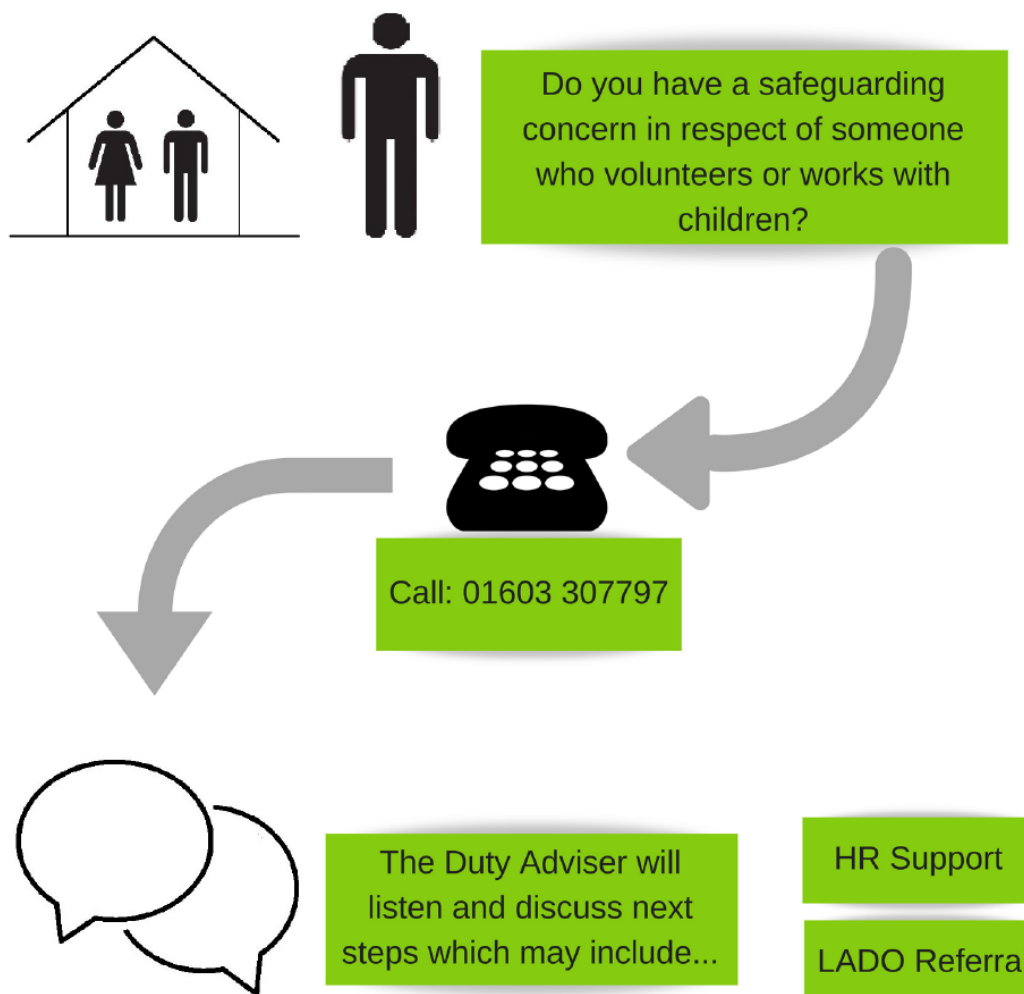 Do you have a safeguarding
concern in respect of someone
who volunteers or works with
children?
Call: 01603 307797
The Duty Adviser will
listen and discuss next
steps which may include...
HR Support
LADO Referra